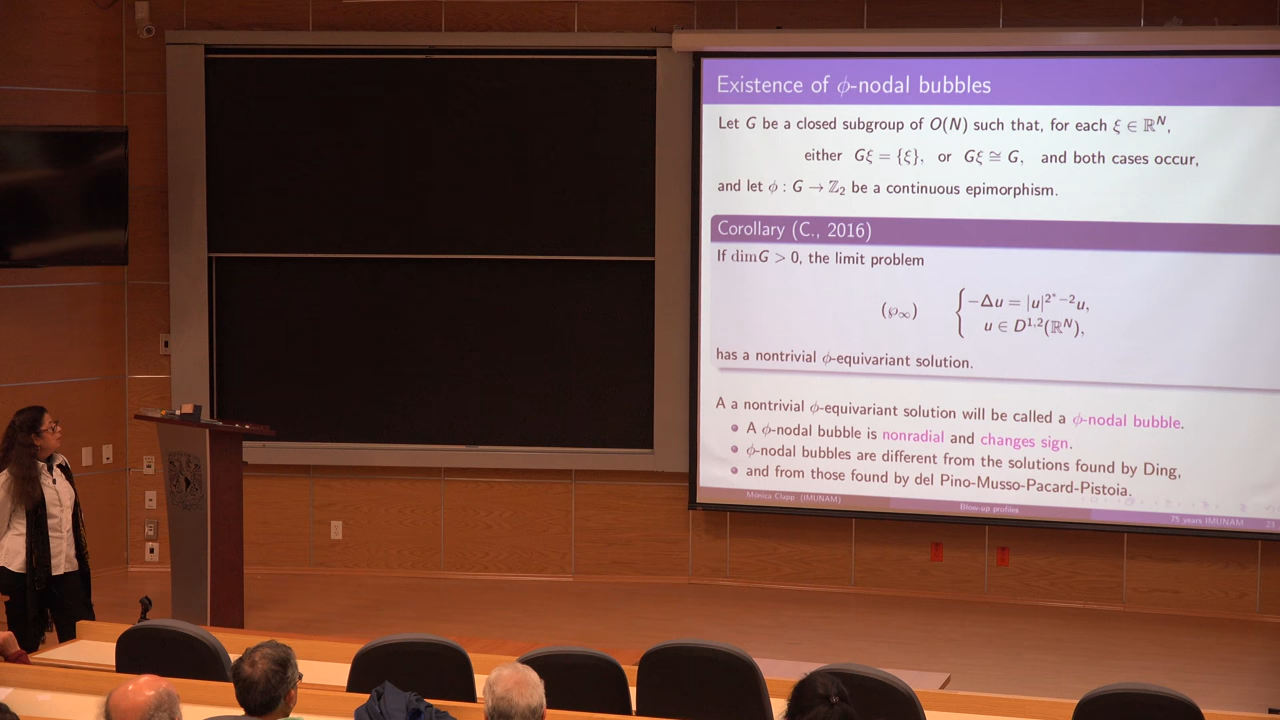 Existence of ϕ-nodal bubbles
Let G be a closed subgroup of O(N) such that, for each ξ ∈ ℝᴺ,
either Gξ = {ξ}, or Gξ ≅ G, and both cases occur,
and let ϕ : G → ℤ₂ be a continuous epimorphism.
Corollary (C., 2016)
If dimG > 0, the limit problem
(℘∞) { −Δu = |u|^{2*−2}u,
u ∈ D^{1,2}(ℝᴺ),
has a nontrivial ϕ-equivariant solution.
A a nontrivial ϕ-equivariant solution will be called a ϕ-nodal bubble.
A ϕ-nodal bubble is nonradial and changes sign.
ϕ-nodal bubbles are different from the solutions found by Ding,
and from those found by del Pino-Musso-Pacard-Pistoia.
Mónica Clapp (IMUNAM) Blow-up profiles 75 years IMUNAM 23